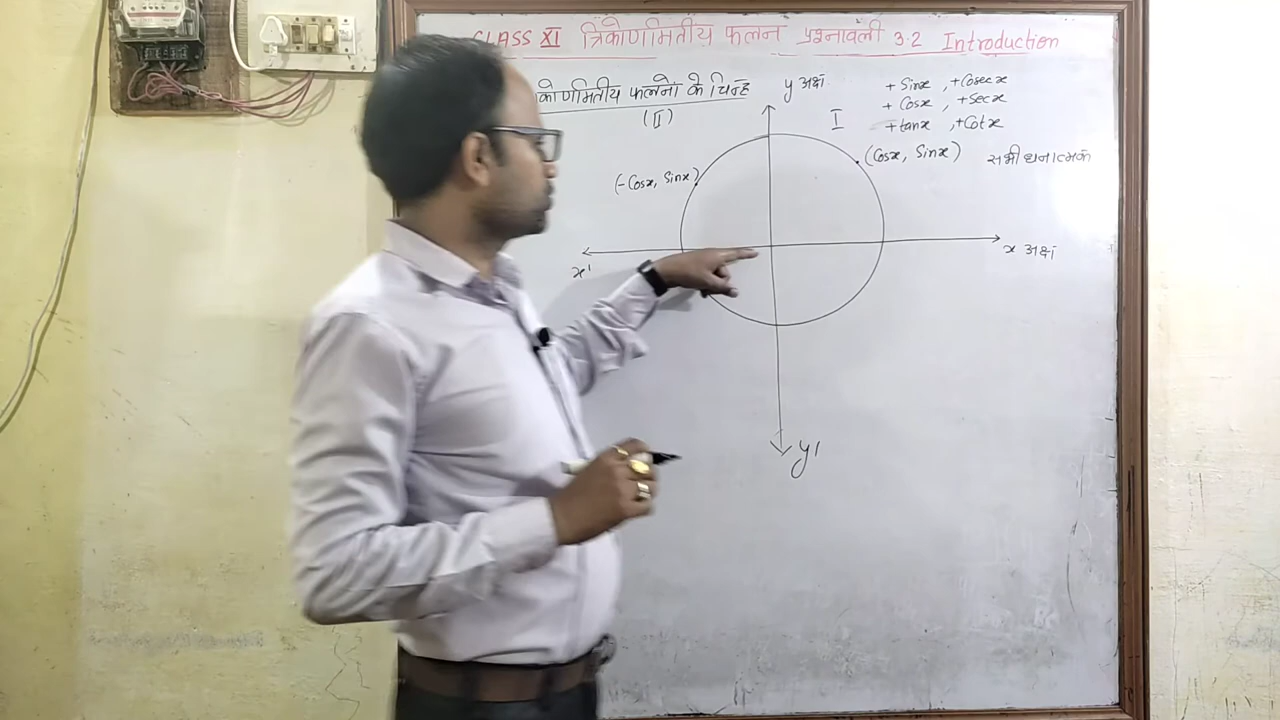 CLASS XI त्रिकोणमितीय फलन प्रश्नावली 3.2 Introduction
कोणमितीय फलनों के चिन्ह
y अक्ष
+ Sinx , +Cosecx
+ Cosx , +Secx
(II)
I
+tanx , +Cotx
(Cosx, Sinx) सभी धनात्मक
(-Cosx, Sinx)
x अक्ष
x'
y'